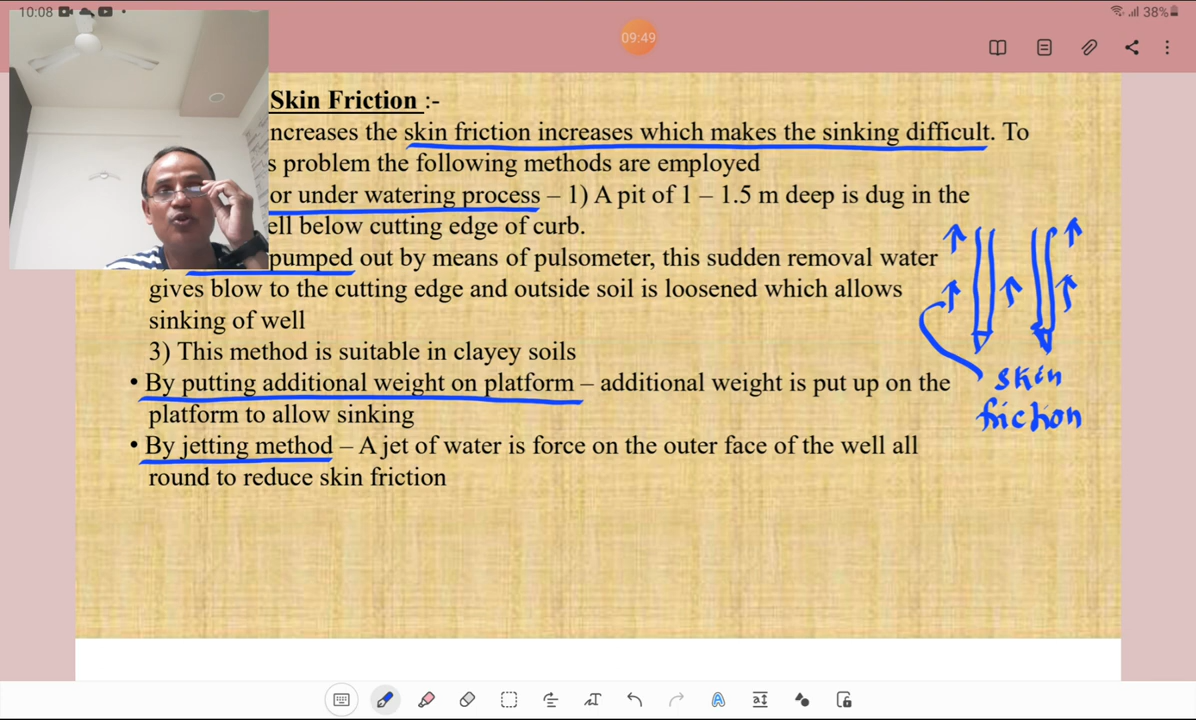 10:08
38%
09:49
Skin Friction :-
ncreases the skin friction increases which makes the sinking difficult. To
s problem the following methods are employed
or under watering process – 1) A pit of 1 – 1.5 m deep is dug in the
ell below cutting edge of curb.
pumped out by means of pulsometer, this sudden removal water
gives blow to the cutting edge and outside soil is loosened which allows
sinking of well
3) This method is suitable in clayey soils
• By putting additional weight on platform – additional weight is put up on the
platform to allow sinking
• By jetting method – A jet of water is force on the outer face of the well all
round to reduce skin friction
skin
friction